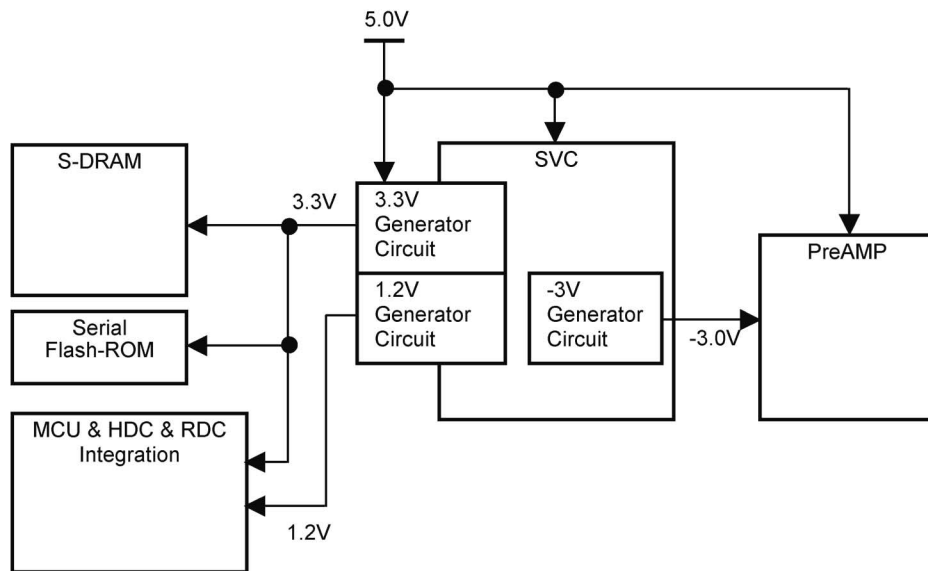 5.0V
S-DRAM
SVC
3.3V
3.3V
Generator
Circuit
PreAMP
1.2V
Generator
Circuit
-3V
Generator
Circuit
-3.0V
Serial
Flash-ROM
MCU & HDC & RDC
Integration
1.2V